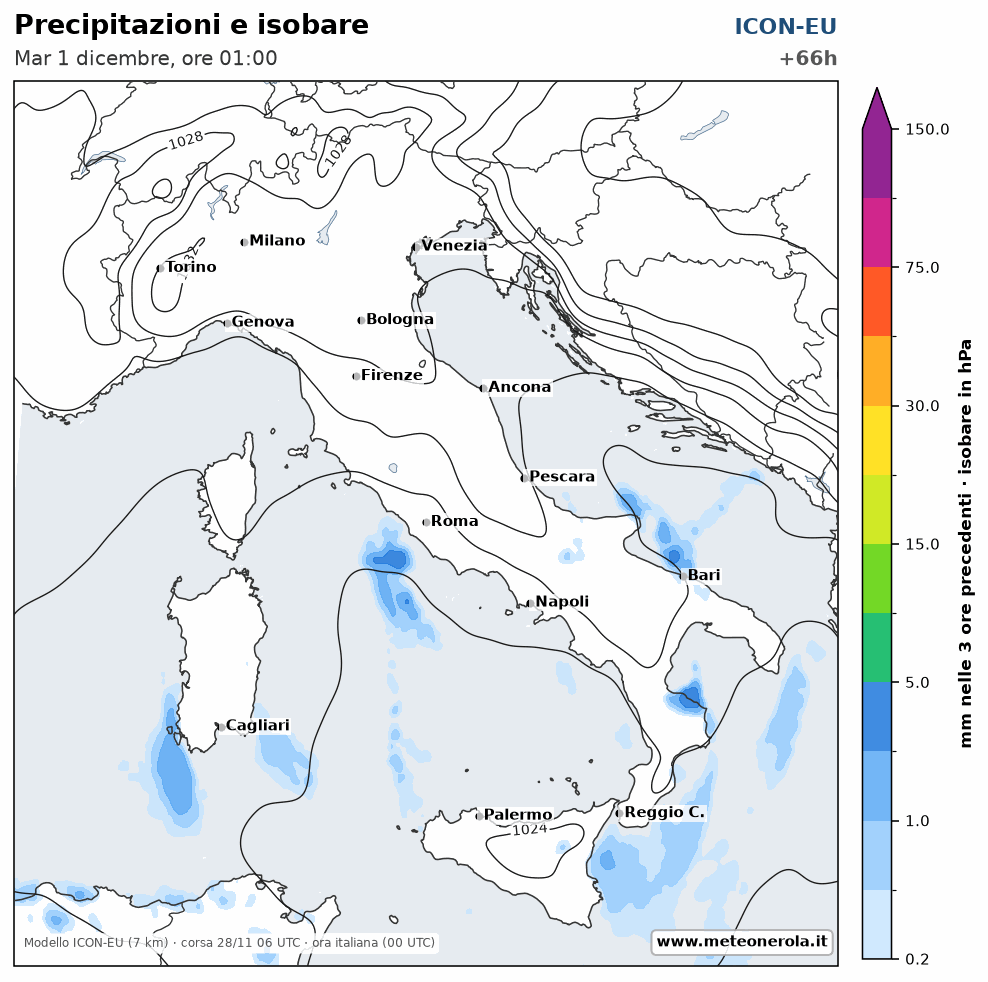 Precipitazioni e isobare
ICON-EU
Mar 1 dicembre, ore 01:00
+66h
1028
1028
Milano
Venezia
Torino
Genova
Bologna
Firenze
Ancona
Pescara
Roma
Bari
Napoli
Cagliari
Palermo
Reggio C.
1024
150.0
75.0
30.0
15.0
5.0
1.0
0.2
mm nelle 3 ore precedenti · isobare in hPa
Modello ICON-EU (7 km) · corsa 28/11 06 UTC · ora italiana (00 UTC)
www.meteonerola.it